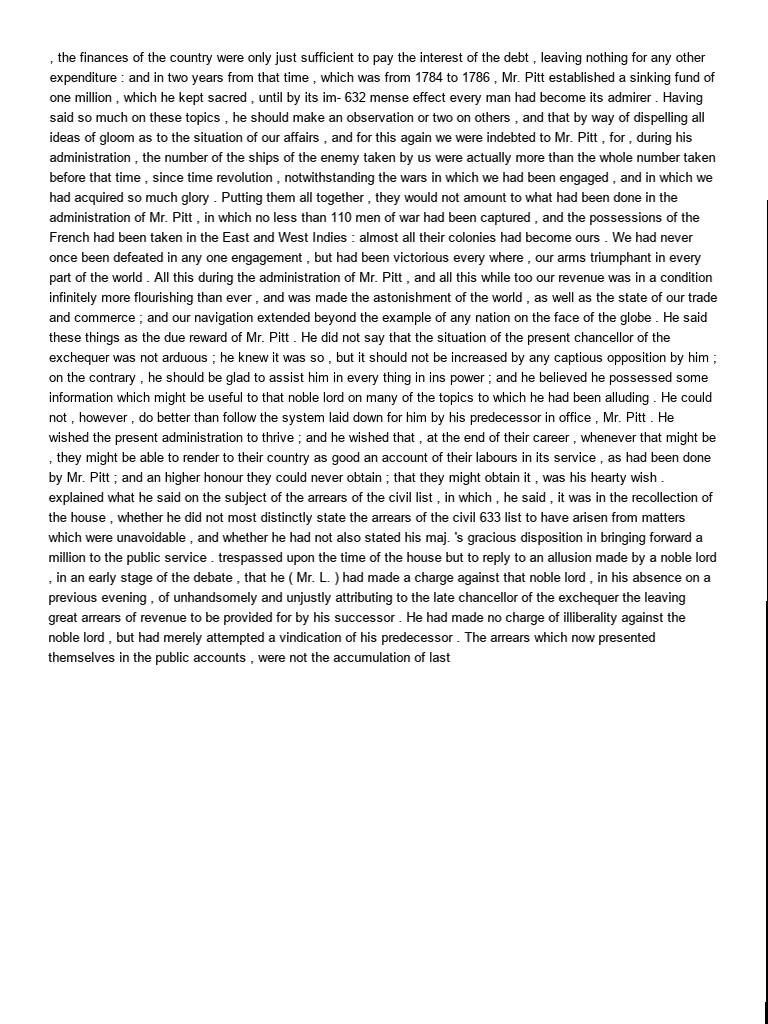 , the finances of the country were only just sufficient to pay the interest of the debt , leaving nothing for any other
expenditure : and in two years from that time , which was from 1784 to 1786 , Mr. Pitt established a sinking fund of
one million , which he kept sacred , until by its im- 632 mense effect every man had become its admirer . Having
said so much on these topics , he should make an observation or two on others , and that by way of dispelling all
ideas of gloom as to the situation of our affairs , and for this again we were indebted to Mr. Pitt , for , during his
administration , the number of the ships of the enemy taken by us were actually more than the whole number taken
before that time , since time revolution , notwithstanding the wars in which we had been engaged , and in which we
had acquired so much glory . Putting them all together , they would not amount to what had been done in the
administration of Mr. Pitt , in which no less than 110 men of war had been captured , and the possessions of the
French had been taken in the East and West Indies : almost all their colonies had become ours . We had never
once been defeated in any one engagement , but had been victorious every where , our arms triumphant in every
part of the world . All this during the administration of Mr. Pitt , and all this while too our revenue was in a condition
infinitely more flourishing than ever , and was made the astonishment of the world , as well as the state of our trade
and commerce ; and our navigation extended beyond the example of any nation on the face of the globe . He said
these things as the due reward of Mr. Pitt . He did not say that the situation of the present chancellor of the
exchequer was not arduous ; he knew it was so , but it should not be increased by any captious opposition by him ;
on the contrary , he should be glad to assist him in every thing in ins power ; and he believed he possessed some
information which might be useful to that noble lord on many of the topics to which he had been alluding . He could
not , however , do better than follow the system laid down for him by his predecessor in office , Mr. Pitt . He
wished the present administration to thrive ; and he wished that , at the end of their career , whenever that might be
, they might be able to render to their country as good an account of their labours in its service , as had been done
by Mr. Pitt ; and an higher honour they could never obtain ; that they might obtain it , was his hearty wish .
explained what he said on the subject of the arrears of the civil list , in which , he said , it was in the recollection of
the house , whether he did not most distinctly state the arrears of the civil 633 list to have arisen from matters
which were unavoidable , and whether he had not also stated his maj. 's gracious disposition in bringing forward a
million to the public service . trespassed upon the time of the house but to reply to an allusion made by a noble lord
, in an early stage of the debate , that he ( Mr. L. ) had made a charge against that noble lord , in his absence on a
previous evening , of unhandsomely and unjustly attributing to the late chancellor of the exchequer the leaving
great arrears of revenue to be provided for by his successor . He had made no charge of illiberality against the
noble lord , but had merely attempted a vindication of his predecessor . The arrears which now presented
themselves in the public accounts , were not the accumulation of last